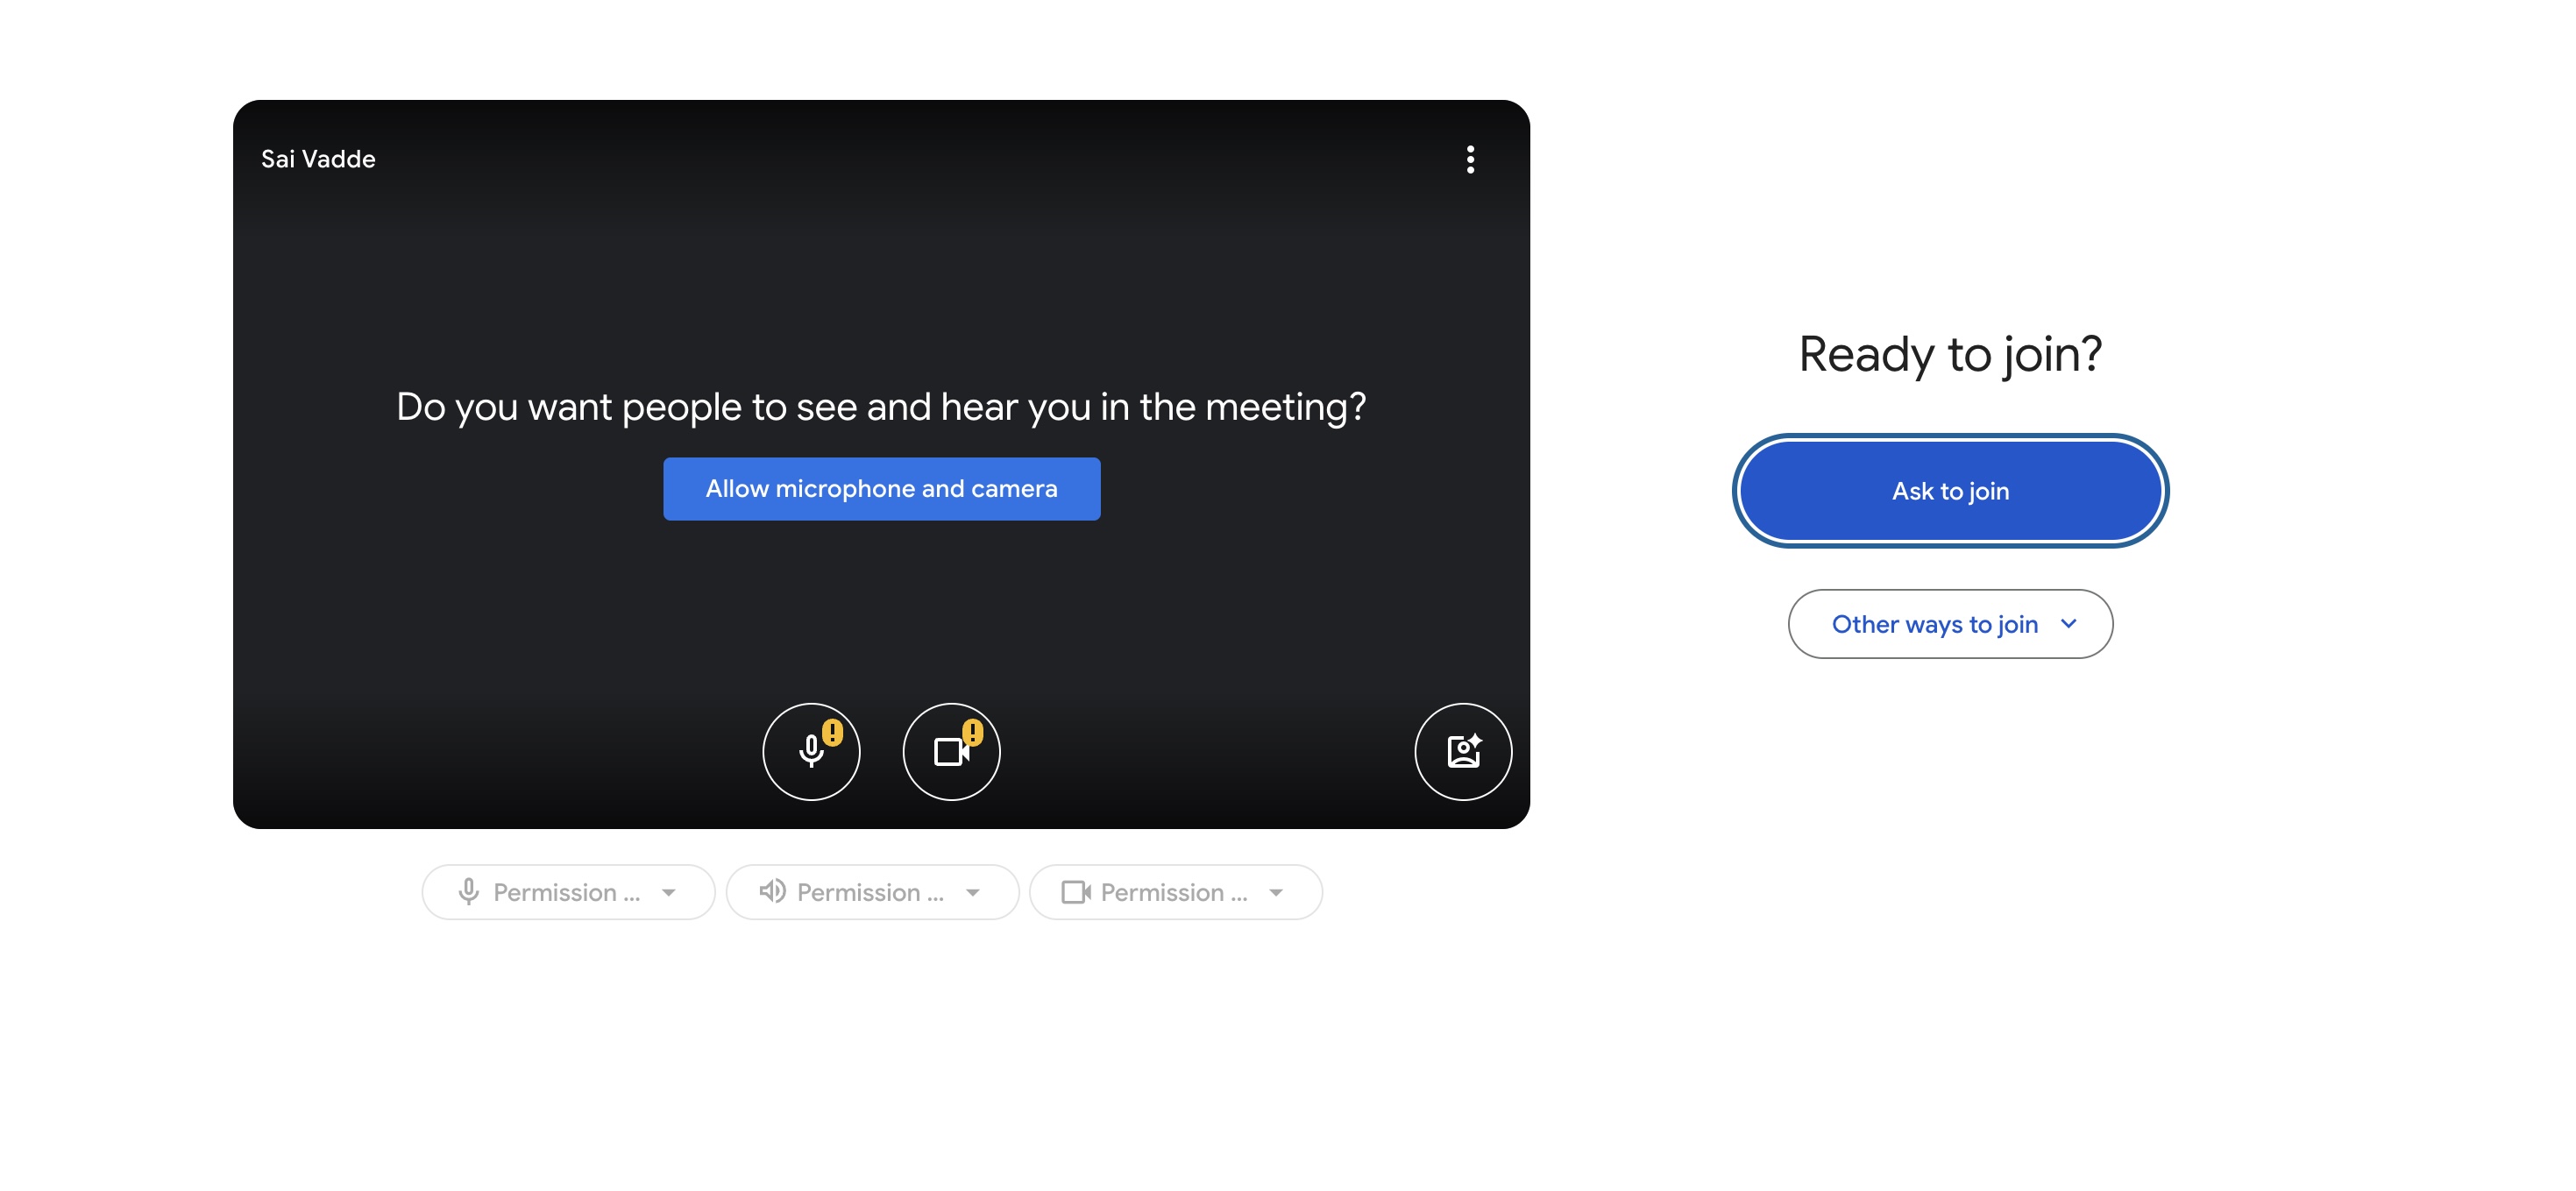 Sai Vadde
Do you want people to see and hear you in the meeting?
Allow microphone and camera
Permission ...
Permission ...
Permission ...
Ready to join?
Ask to join
Other ways to join